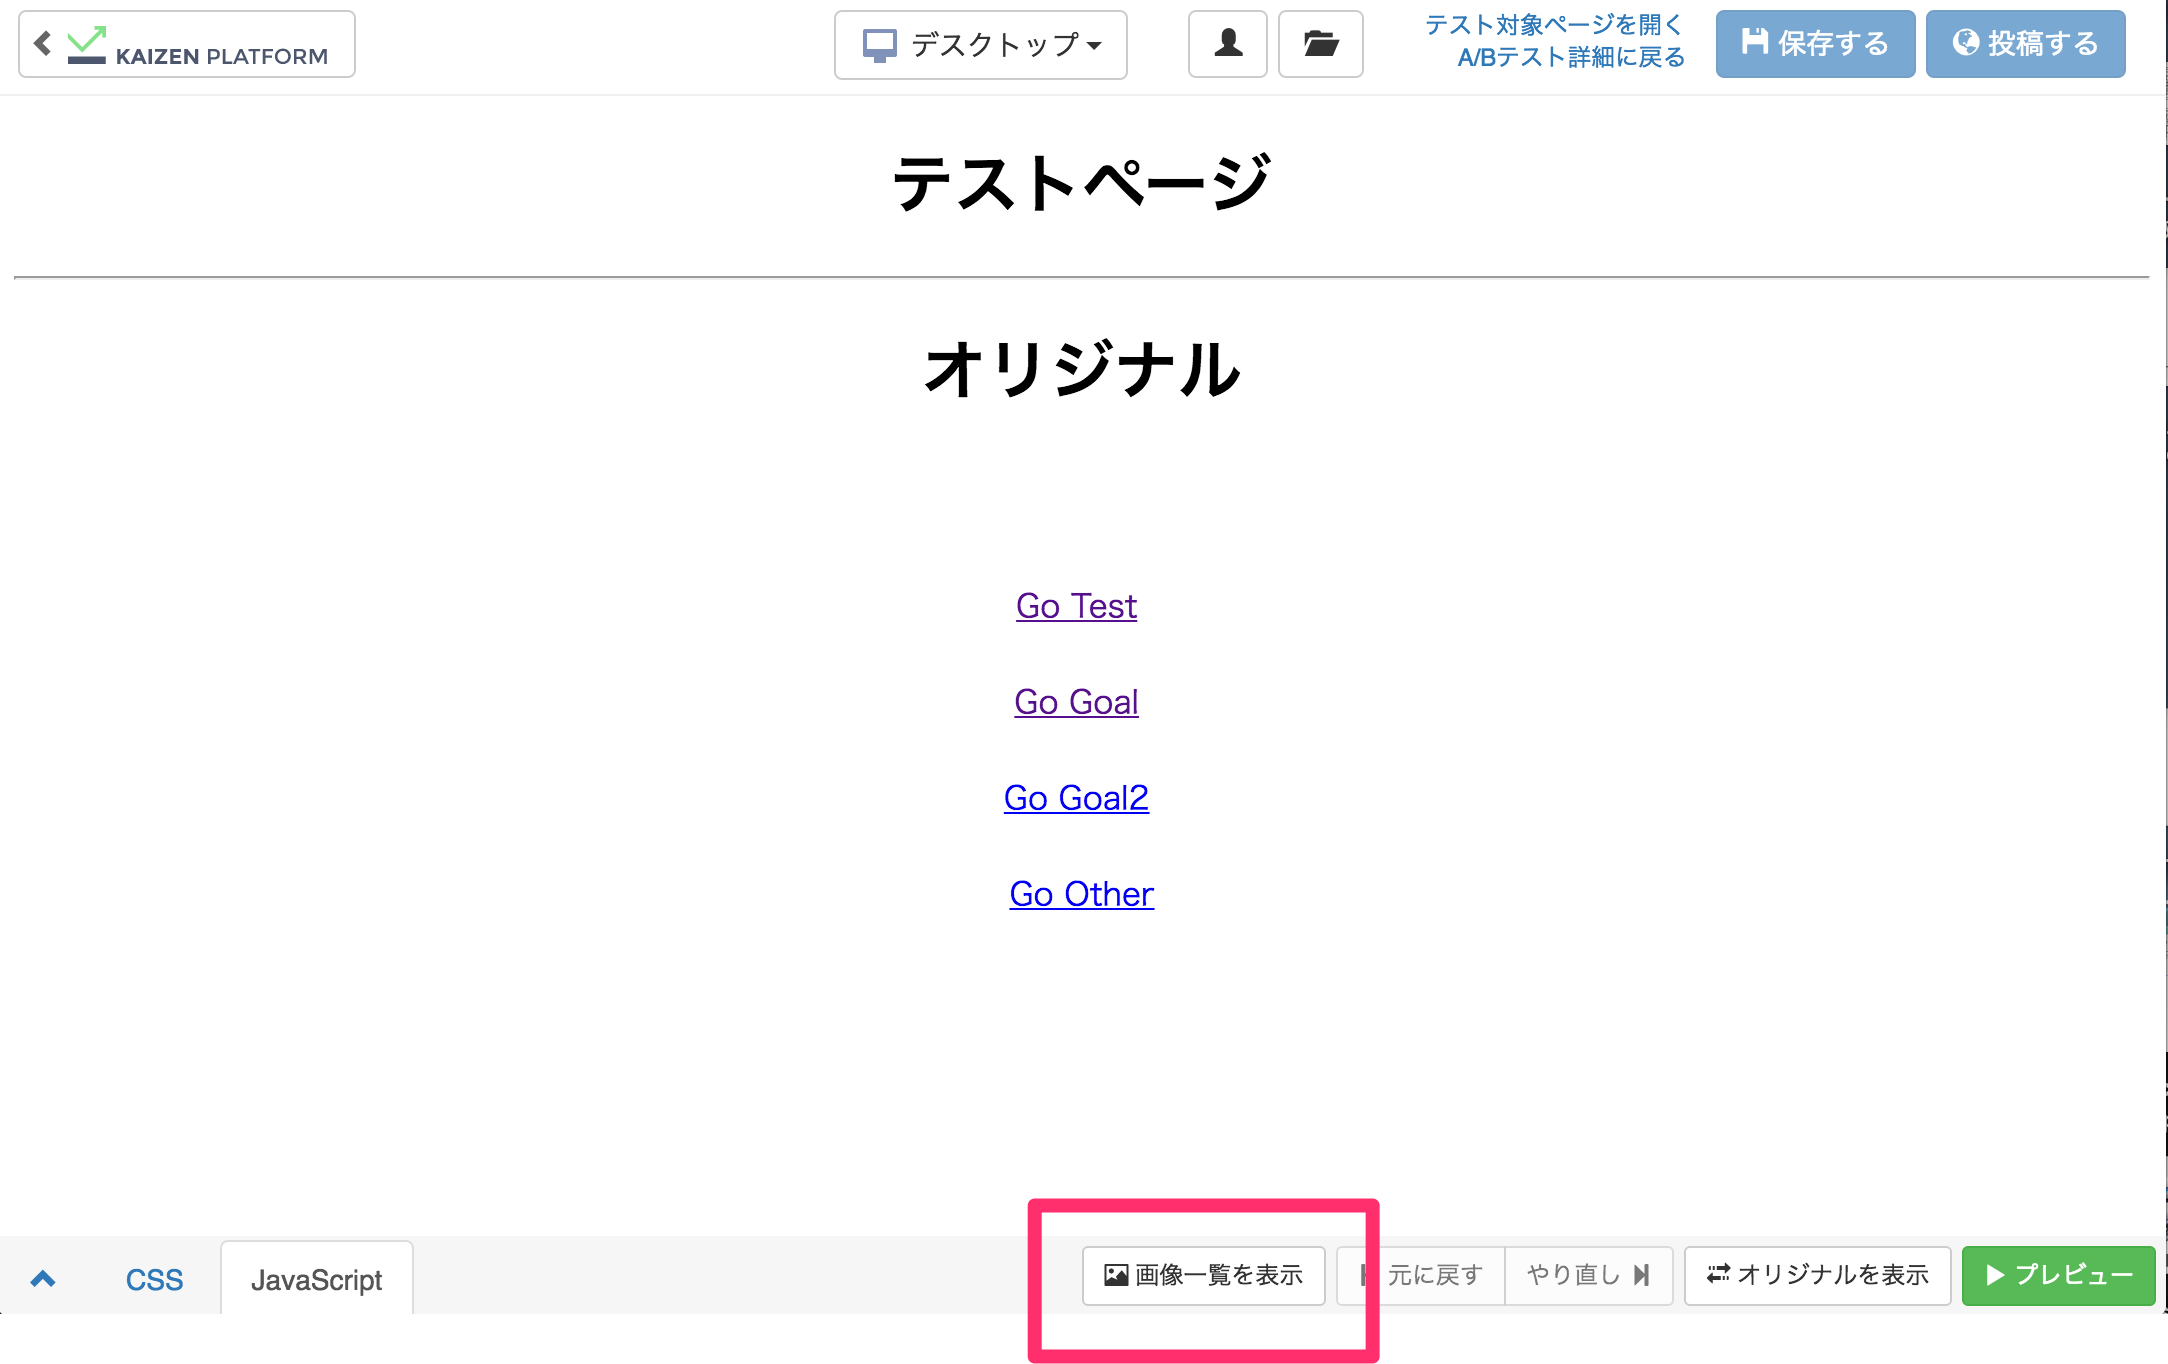 KAIZEN PLATFORM
デスクトップ
テスト対象ページを開く
A/Bテスト詳細に戻る
保存する
投稿する
テストページ
オリジナル
Go Test
Go Goal
Go Goal2
Go Other
CSS
JavaScript
画像一覧を表示
元に戻す
やり直し
オリジナルを表示
プレビュー